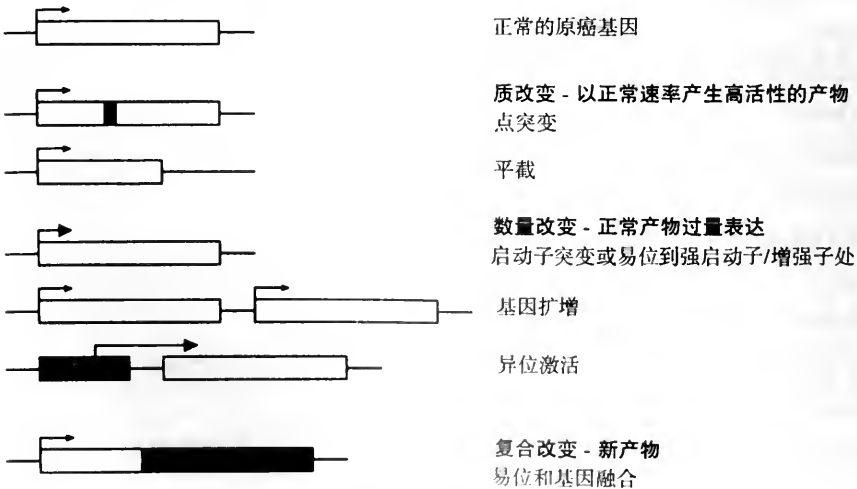 正常的原癌基因
质改变 - 以正常速率产生高活性的产物
点突变
平截
数量改变 - 正常产物过量表达
启动子突变或易位到强启动子/增强子处
基因扩增
异位激活
复合改变 - 新产物
易位和基因融合